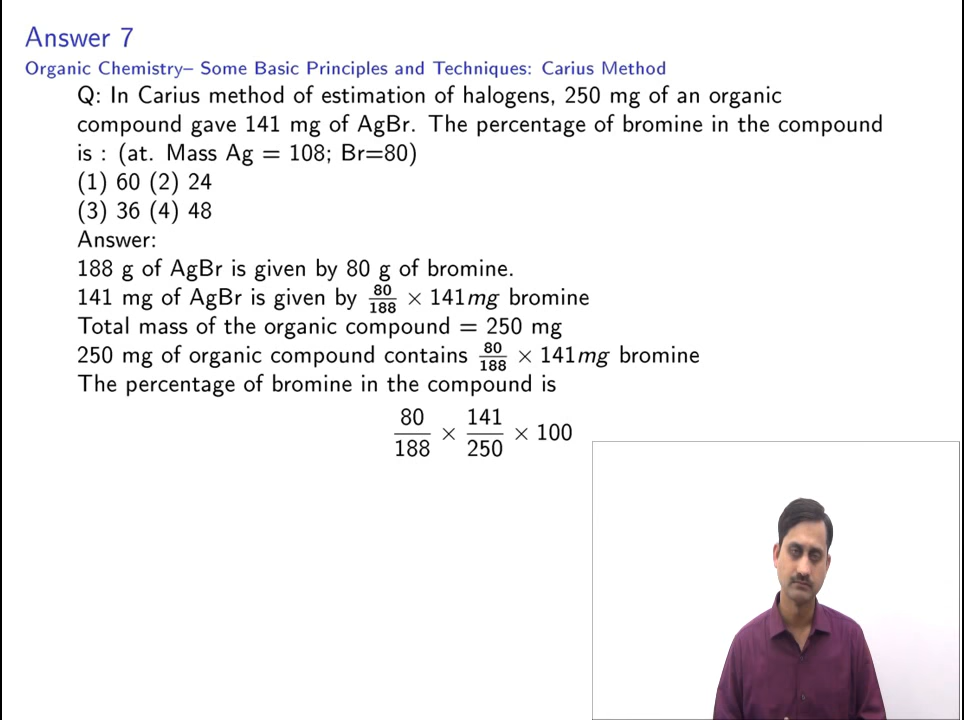 Answer 7
Organic Chemistry– Some Basic Principles and Techniques: Carius Method
Q: In Carius method of estimation of halogens, 250 mg of an organic
compound gave 141 mg of AgBr. The percentage of bromine in the compound
is : (at. Mass Ag = 108; Br=80)
(1) 60 (2) 24
(3) 36 (4) 48
Answer:
188 g of AgBr is given by 80 g of bromine.
141 mg of AgBr is given by 80/188 × 141mg bromine
Total mass of the organic compound = 250 mg
250 mg of organic compound contains 80/188 × 141mg bromine
The percentage of bromine in the compound is
80/188 × 141/250 × 100